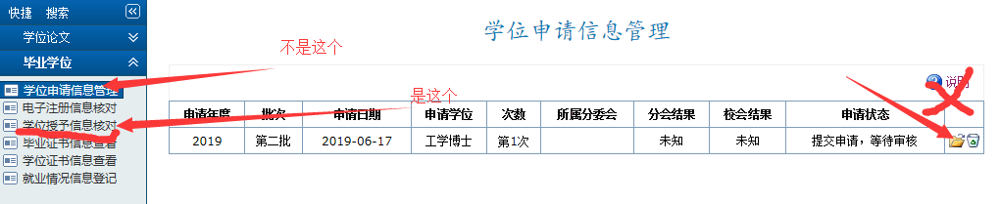 快捷 搜索
学位论文
毕业学位
学位申请信息管理
电子注册信息核对
学位授予信息核对
毕业证书信息查看
学位证书信息查看
就业情况信息登记
不是这个
是这个
学位申请信息管理
说明
申请年度 批次 申请日期 申请学位 次数 所属分委会 分会结果 校会结果 申请状态
2019 第二批 2019-06-17 工学博士 第1次 未知 未知 提交申请，等待审核